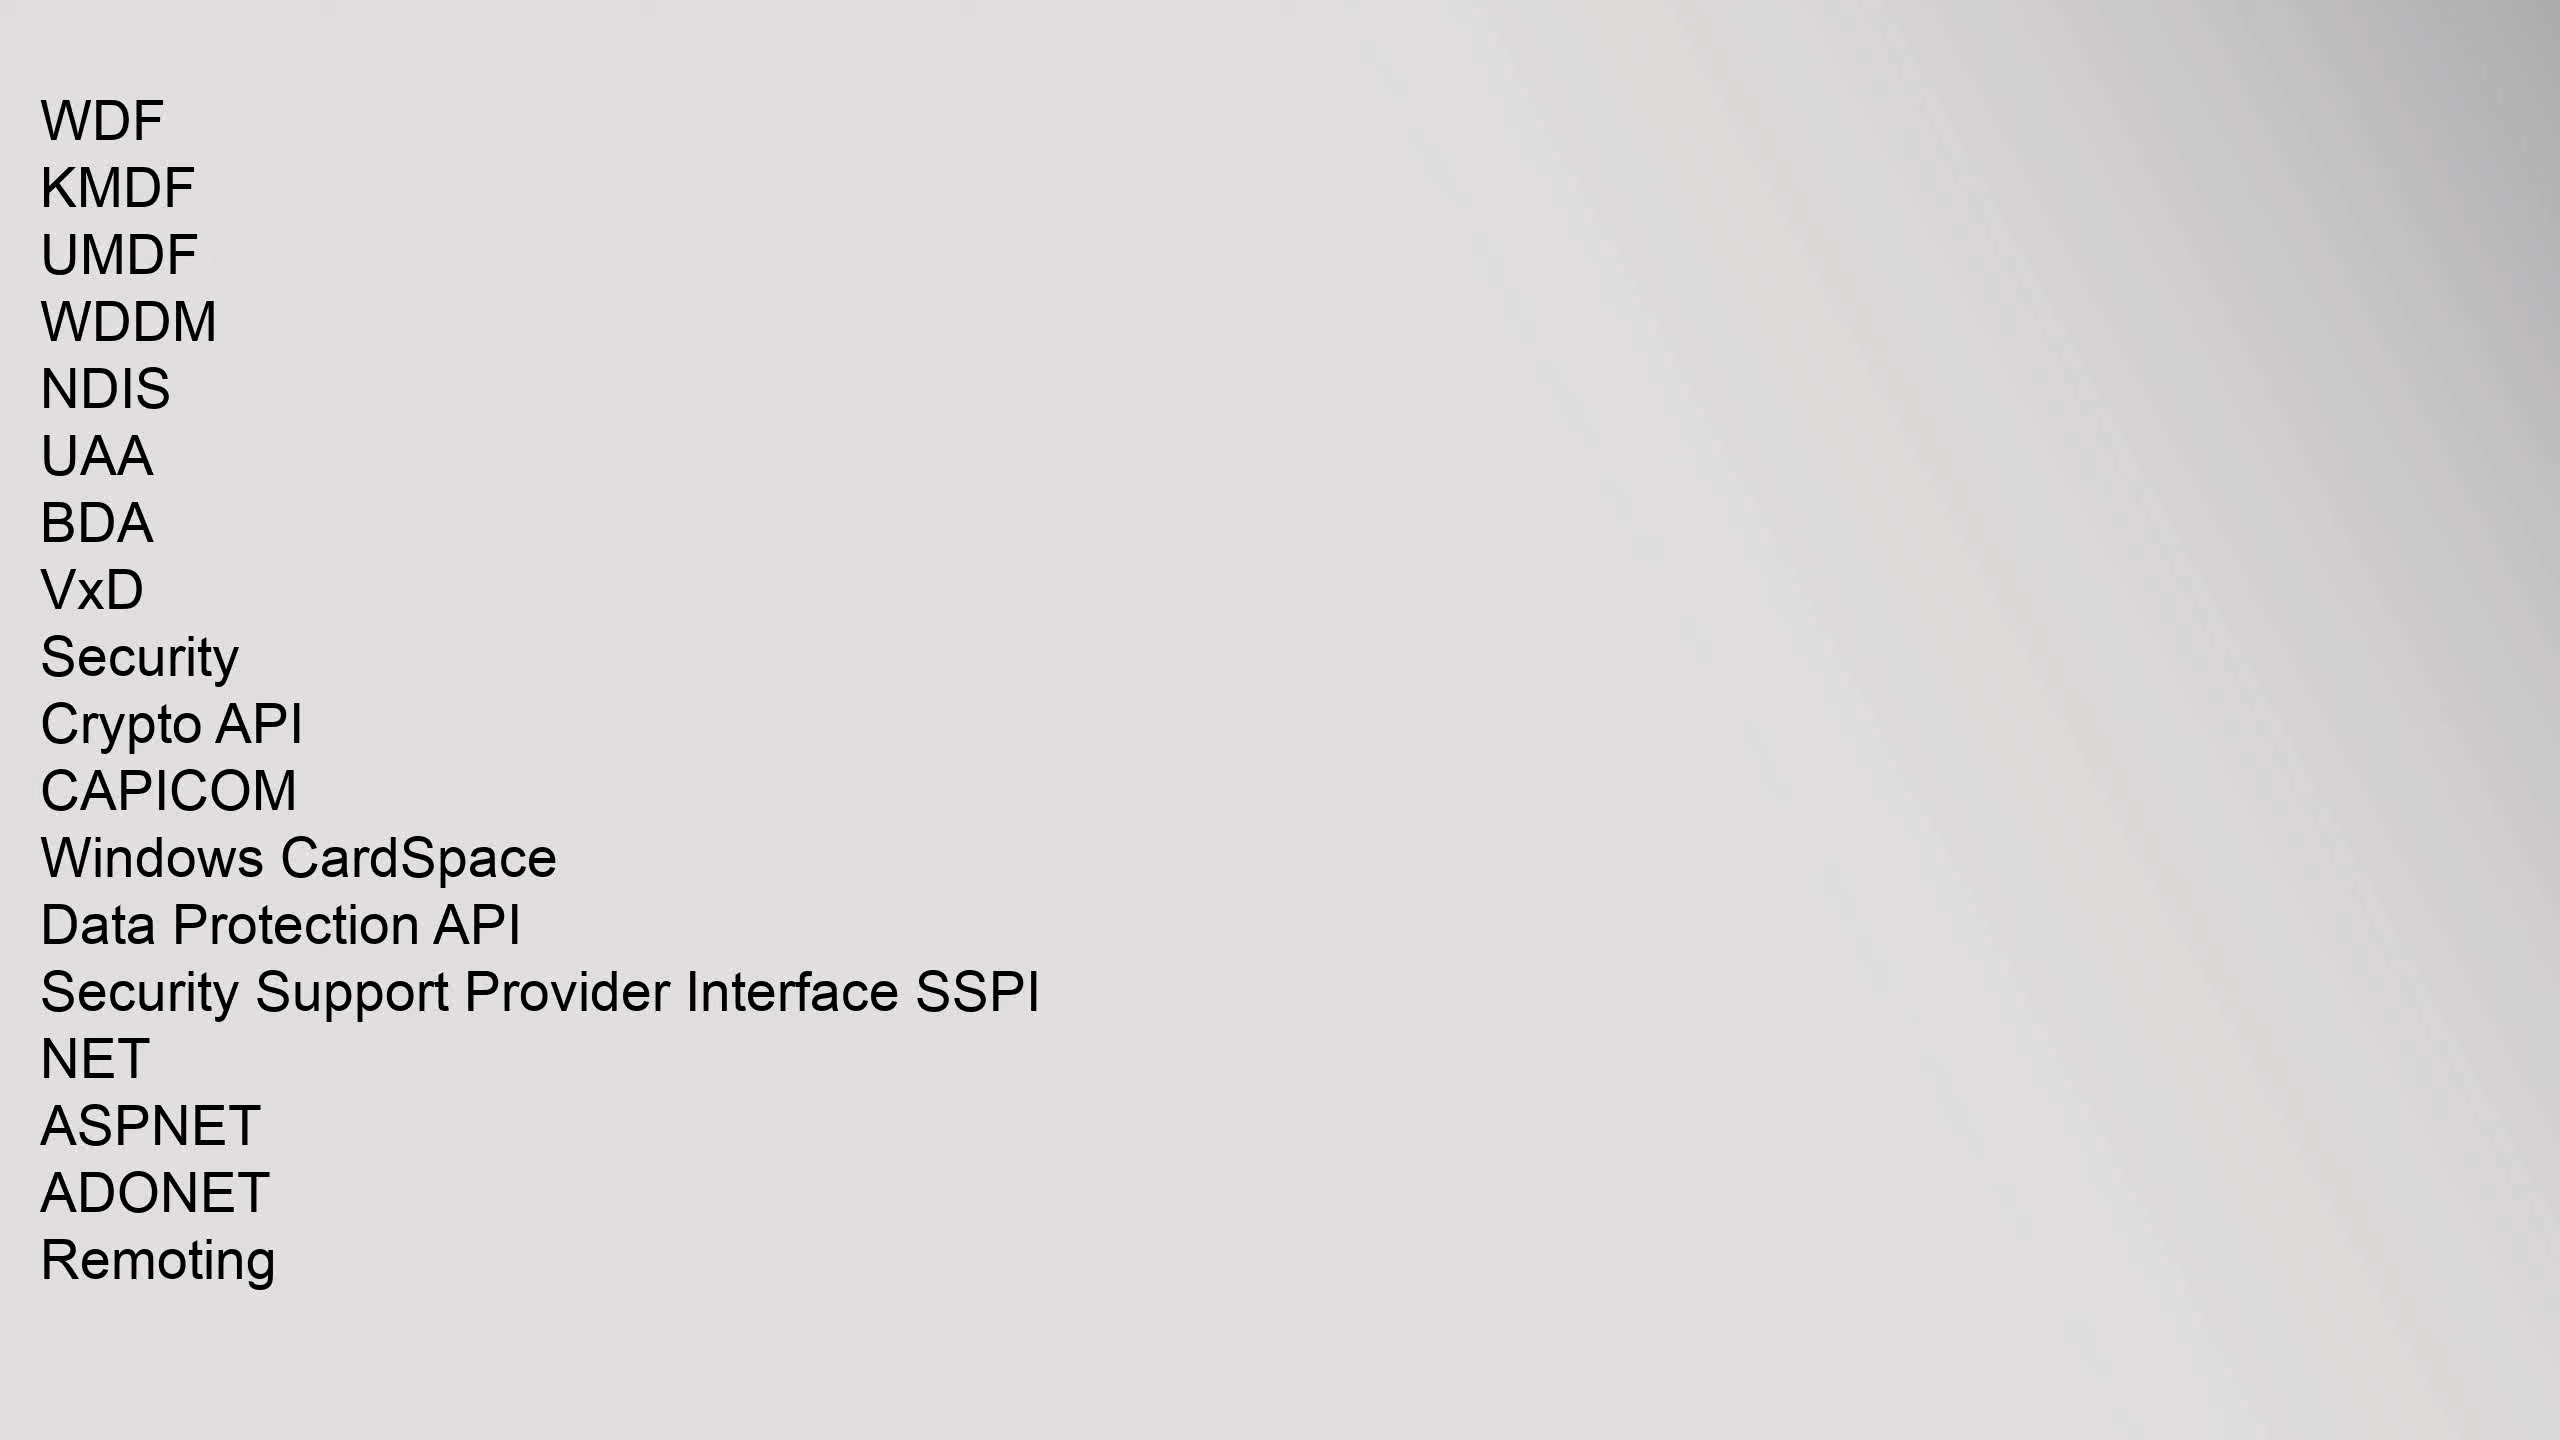 WDF
KMDF
UMDF
WDDM
NDIS
UAA
BDA
VxD
Security
Crypto API
CAPICOM
Windows CardSpace
Data Protection API
Security Support Provider Interface SSPI
NET
ASPNET
ADONET
Remoting